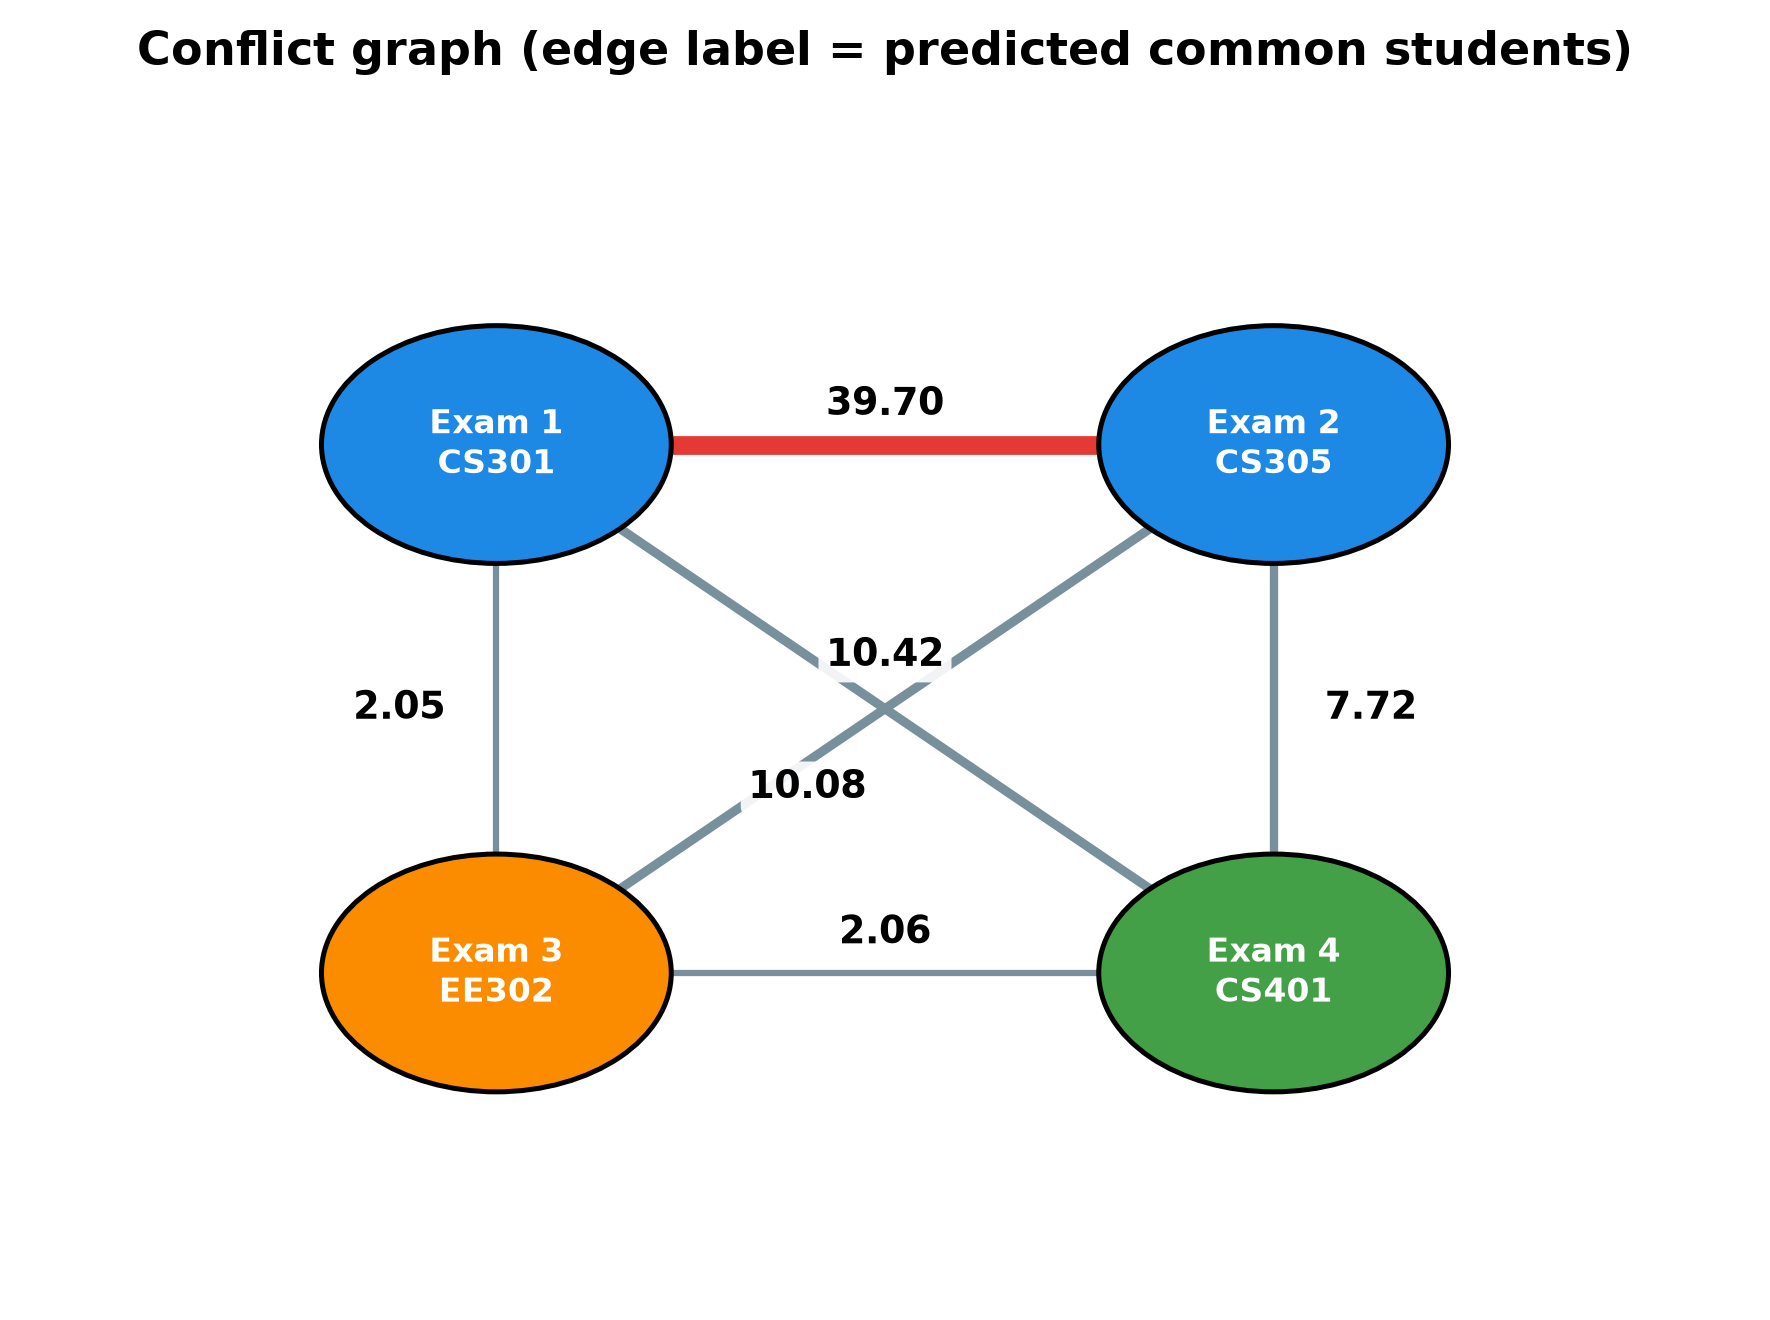 Conflict graph (edge label = predicted common students)
39.70
Exam 1
CS301
Exam 2
CS305
10.42
2.05
7.72
10.08
2.06
Exam 3
EE302
Exam 4
CS401